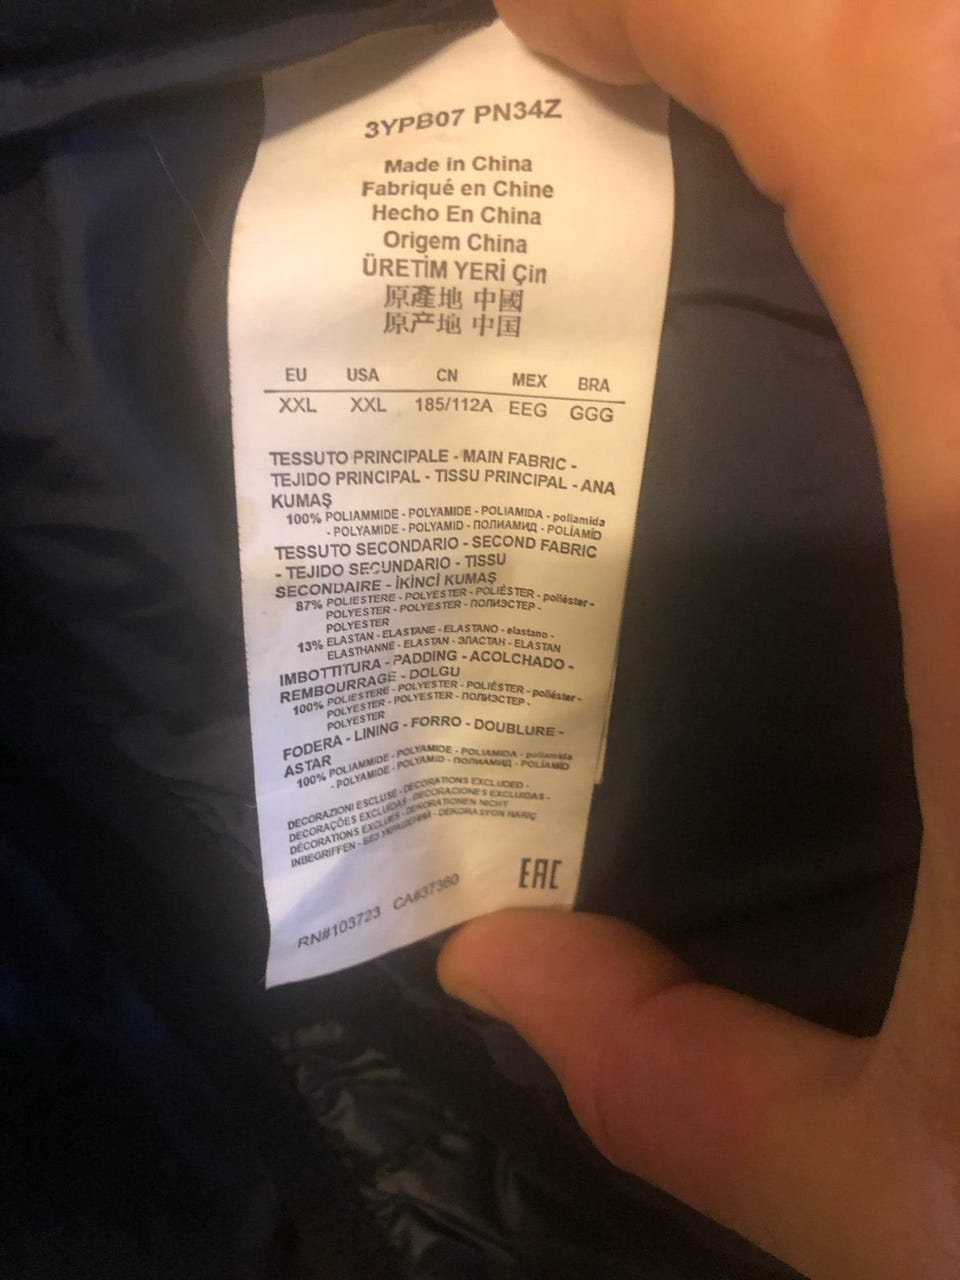 3YPB07 PN34Z
Made in China
Fabriqué en Chine
Hecho En China
Origem China
ÜRETİM YERİ Çin
原產地 中國
原产地 中国
EU USA CN MEX BRA
XXL XXL 185/112A EEG GGG
TESSUTO PRINCIPALE - MAIN FABRIC -
TEJIDO PRINCIPAL - TISSU PRINCIPAL - ANA
KUMAŞ
100% POLIAMMIDE - POLYAMIDE - POLIAMIDA - poliamida
- POLYAMIDE - POLYAMID - ПОЛИАМИД - POLİAMİD
TESSUTO SECONDARIO - SECOND FABRIC
- TEJIDO SECUNDARIO - TISSU
SECONDAIRE - İKİNCİ KUMAŞ
87% POLIESTERE - POLYESTER - POLIÉSTER - poliéster -
POLYESTER - POLYESTER - ПОЛИЭСТЕР -
POLYESTER
13% ELASTAN - ELASTANE - ELASTANO - elastano -
ELASTHANNE - ELASTAN - ЭЛАСТАН - ELASTAN
IMBOTTITURA - PADDING - ACOLCHADO -
REMBOURRAGE - DOLGU
100% POLIESTERE - POLYESTER - POLIÉSTER - poliéster -
POLYESTER - POLYESTER - ПОЛИЭСТЕР -
POLYESTER
FODERA - LINING - FORRO - DOUBLURE -
ASTAR
100% POLIAMMIDE - POLYAMIDE - POLIAMIDA - poliamida
- POLYAMIDE - POLYAMID - ПОЛИАМИД - POLİAMİD
DECORAZIONI ESCLUSE - DECORATIONS EXCLUDED -
DECORAÇÕES EXCLUIDAS - DECORACIONES EXCLUIDAS -
DÉCORATIONS EXCLUES - DEKORATIONEN NICHT
INBEGRIFFEN - БЕЗ УКРАШЕНИЙ - DEKORASYON HARİÇ
EAC
RN#103723 CA#37360